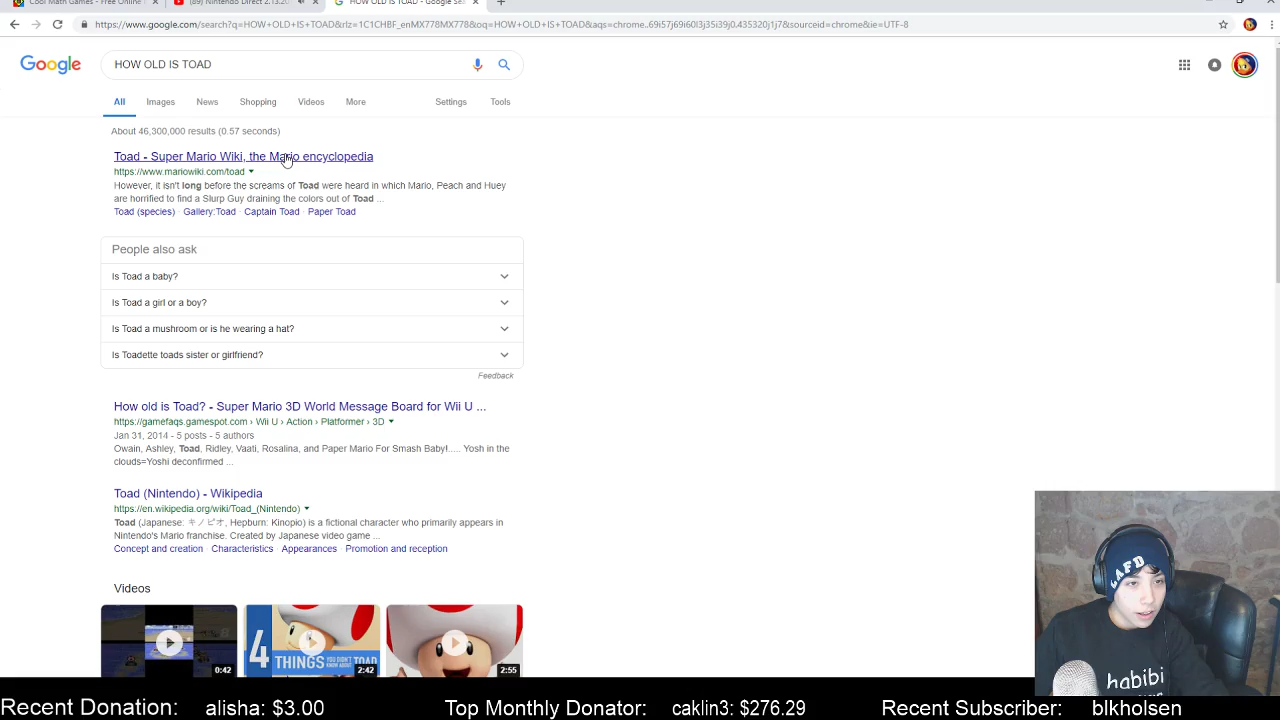 Cool Math Games - Free Online
(89) Nintendo Direct 2.13.20
HOW OLD IS TOAD - Google Sea
https://www.google.com/search?q=HOW+OLD+IS+TOAD&rlz=1C1CHBF_enMX778MX778&oq=HOW+OLD+IS+TOAD&aqs=chrome..69i57j69i60l3j35i39j0.435320j1j7&sourceid=chrome&ie=UTF-8
Google
HOW OLD IS TOAD
All Images News Shopping Videos More Settings Tools
About 46,300,000 results (0.57 seconds)
Toad - Super Mario Wiki, the Mario encyclopedia
https://www.mariowiki.com/toad
However, it isn't long before the screams of Toad were heard in which Mario, Peach and Huey
are horrified to find a Slurp Guy draining the colors out of Toad ...
Toad (species) · Gallery:Toad · Captain Toad · Paper Toad
People also ask
Is Toad a baby?
Is Toad a girl or a boy?
Is Toad a mushroom or is he wearing a hat?
Is Toadette toads sister or girlfriend?
Feedback
How old is Toad? - Super Mario 3D World Message Board for Wii U ...
https://gamefaqs.gamespot.com › Wii U › Action › Platformer › 3D
Jan 31, 2014 - 5 posts - 5 authors
Owain, Ashley, Toad, Ridley, Vaati, Rosalina, and Paper Mario For Smash Baby!.... Yosh in the
clouds=Yoshi deconfirmed ...
Toad (Nintendo) - Wikipedia
https://en.wikipedia.org/wiki/Toad_(Nintendo)
Toad (Japanese: キノピオ, Hepburn: Kinopio) is a fictional character who primarily appears in
Nintendo's Mario franchise. Created by Japanese video game ...
Concept and creation · Characteristics · Appearances · Promotion and reception
Videos
0:42
4 THINGS YOU DIDN'T KNOW ABOUT TOAD
2:42
2:55
LAFD
habibi
Recent Donation: alisha: $3.00 Top Monthly Donator: caklin3: $276.29 Recent Subscriber: blkholsen